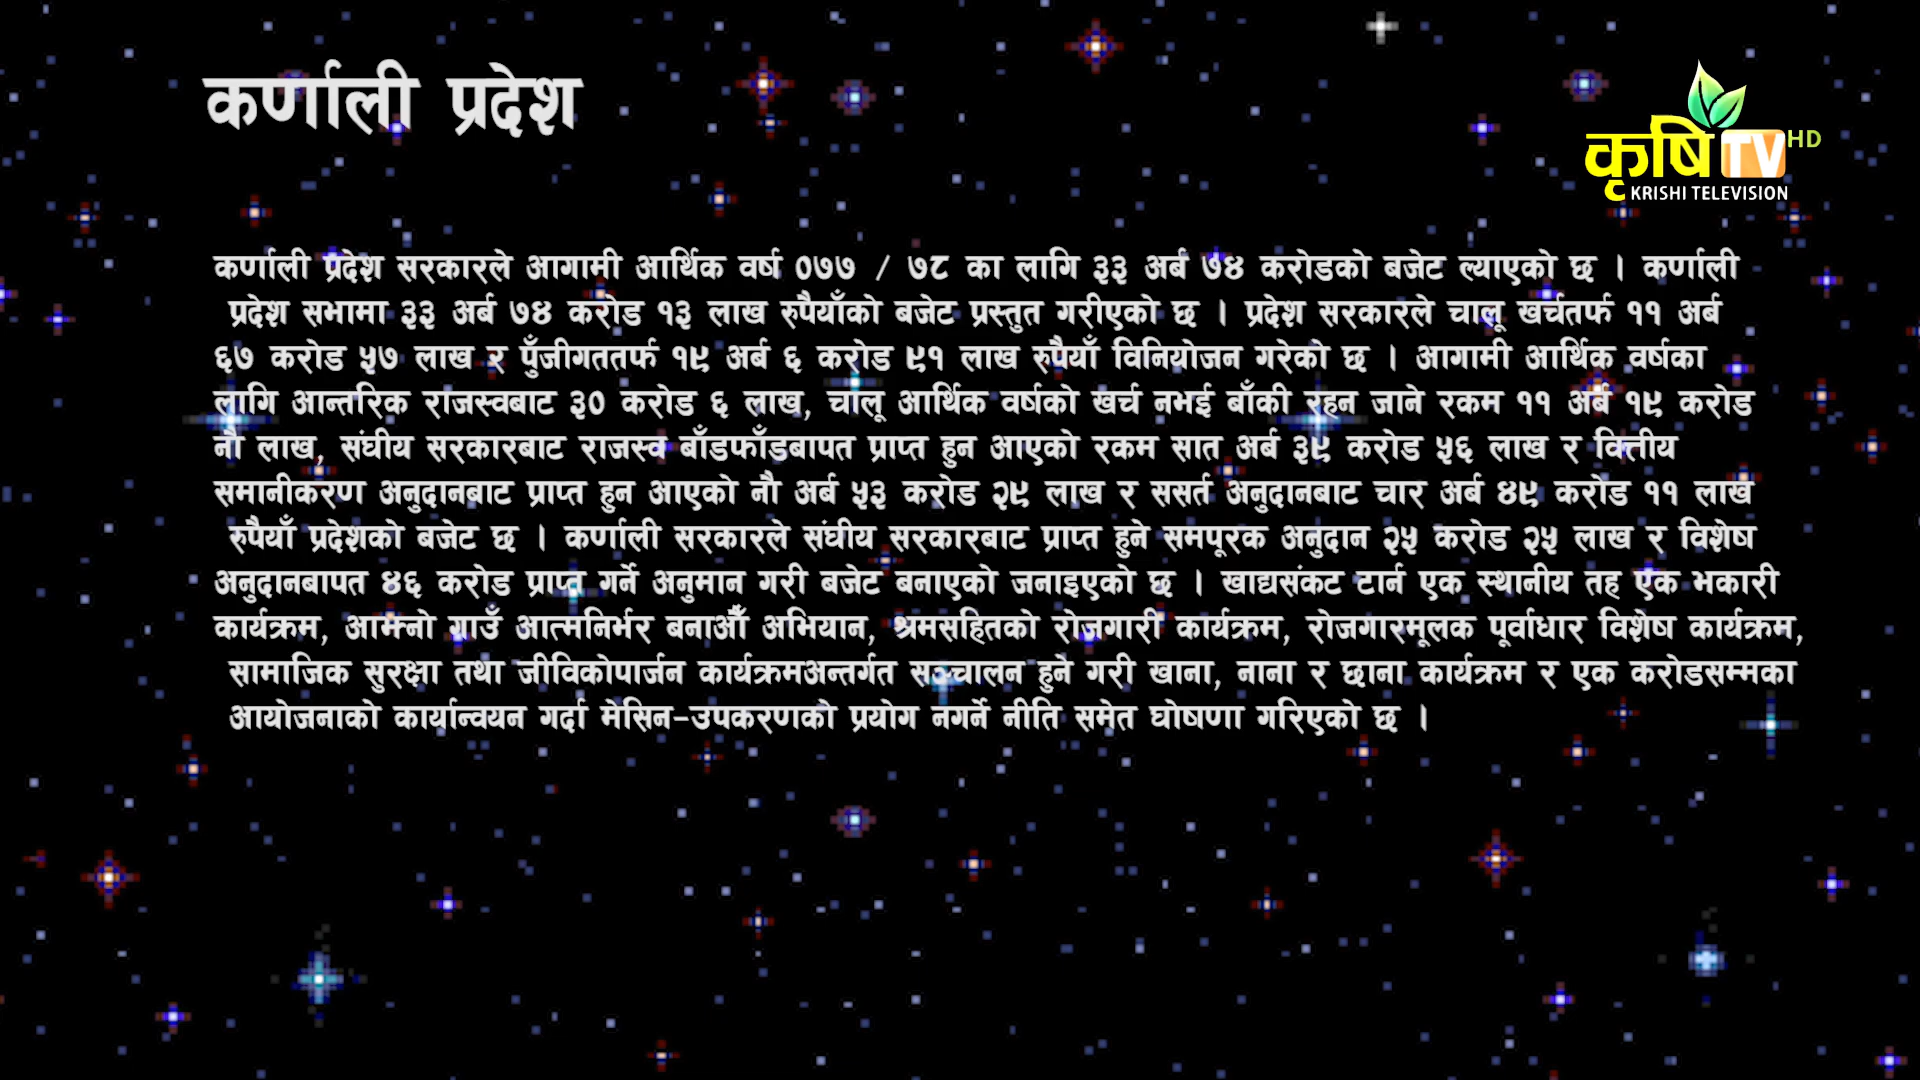 कर्णाली प्रदेश
कृषि TV HD
KRISHI TELEVISION
कर्णाली प्रदेश सरकारले आगामी आर्थिक वर्ष ०७७ / ७८ का लागि ३३ अर्ब ७४ करोडको बजेट ल्याएको छ । कर्णाली
प्रदेश सभामा ३३ अर्ब ७४ करोड १३ लाख रुपैयाँको बजेट प्रस्तुत गरीएको छ । प्रदेश सरकारले चालू खर्चतर्फ ११ अर्ब
६७ करोड ५७ लाख र पुँजीगततर्फ १९ अर्ब ६ करोड ९१ लाख रुपैयाँ विनियोजन गरेको छ । आगामी आर्थिक वर्षका
लागि आन्तरिक राजस्वबाट ३० करोड ६ लाख, चालू आर्थिक वर्षको खर्च नभई बाँकी रहन जाने रकम ११ अर्ब १९ करोड
नौ लाख, संघीय सरकारबाट राजस्व बाँडफाँडबापत प्राप्त हुन आएको रकम सात अर्ब ३९ करोड ५६ लाख र वित्तीय
समानीकरण अनुदानबाट प्राप्त हुन आएको नौ अर्ब ५३ करोड २९ लाख र ससर्त अनुदानबाट चार अर्ब ४९ करोड ११ लाख
रुपैयाँ प्रदेशको बजेट छ । कर्णाली सरकारले संघीय सरकारबाट प्राप्त हुने समपूरक अनुदान २५ करोड २५ लाख र विशेष
अनुदानबापत ४६ करोड प्राप्त गर्ने अनुमान गरी बजेट बनाएको जनाइएको छ । खाद्यसंकट टार्न एक स्थानीय तह एक भकारी
कार्यक्रम, आफ्नो गाउँ आत्मनिर्भर बनाऔँ अभियान, श्रमसहितको रोजगारी कार्यक्रम, रोजगारमूलक पूर्वाधार विशेष कार्यक्रम,
सामाजिक सुरक्षा तथा जीविकोपार्जन कार्यक्रमअन्तर्गत सञ्चालन हुने गरी खाना, नाना र छाना कार्यक्रम र एक करोडसम्मका
आयोजनाको कार्यान्वयन गर्दा मेसिन-उपकरणको प्रयोग नगर्ने नीति समेत घोषणा गरिएको छ ।